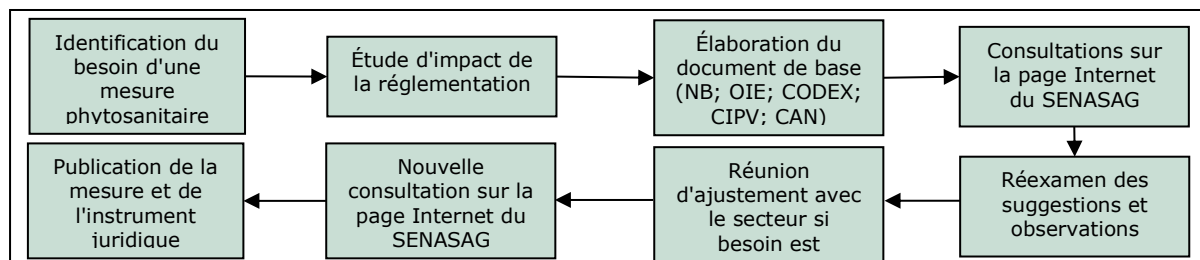 Identification du
besoin d'une
mesure
phytosanitaire
Étude d'impact de
la réglementation
Élaboration du
document de base
(NB; OIE; CODEX;
CIPV; CAN)
Consultations sur
la page Internet
du SENASAG
Réexamen des
suggestions et
observations
Réunion
d'ajustement avec
le secteur si
besoin est
Nouvelle
consultation sur la
page Internet du
SENASAG
Publication de la
mesure et de
l'instrument
juridique